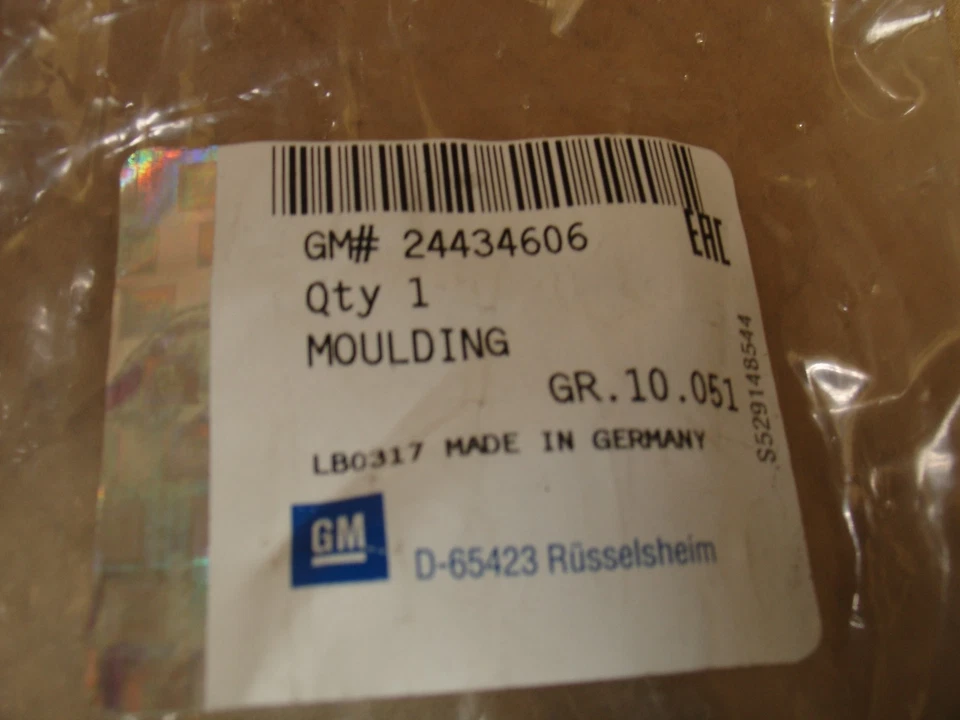 GM# 24434606
EAC
Qty 1
MOULDING
GR.10.051
S529148544
LB0317 MADE IN GERMANY
GM
D-65423 Rüsselsheim